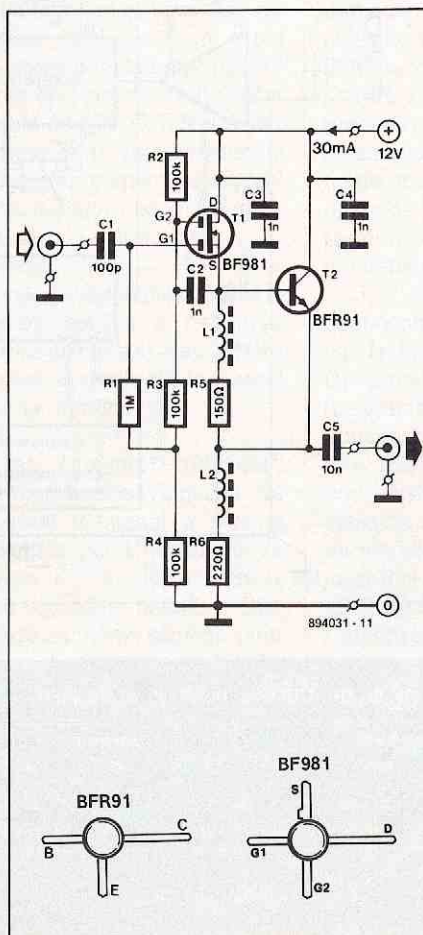 30mA
12V
R2
100k
D
T1
C3
1n
C4
1n
G2
G1
C1
100p
S
BF981
C2
1n
T2
BFR91
L1
R1
1M
R3
100k
R5
150Ω
C5
10n
L2
R4
100k
R6
220Ω
0
894031 - 11
BFR91
BF981
S
C
B
E
G1
D
G2